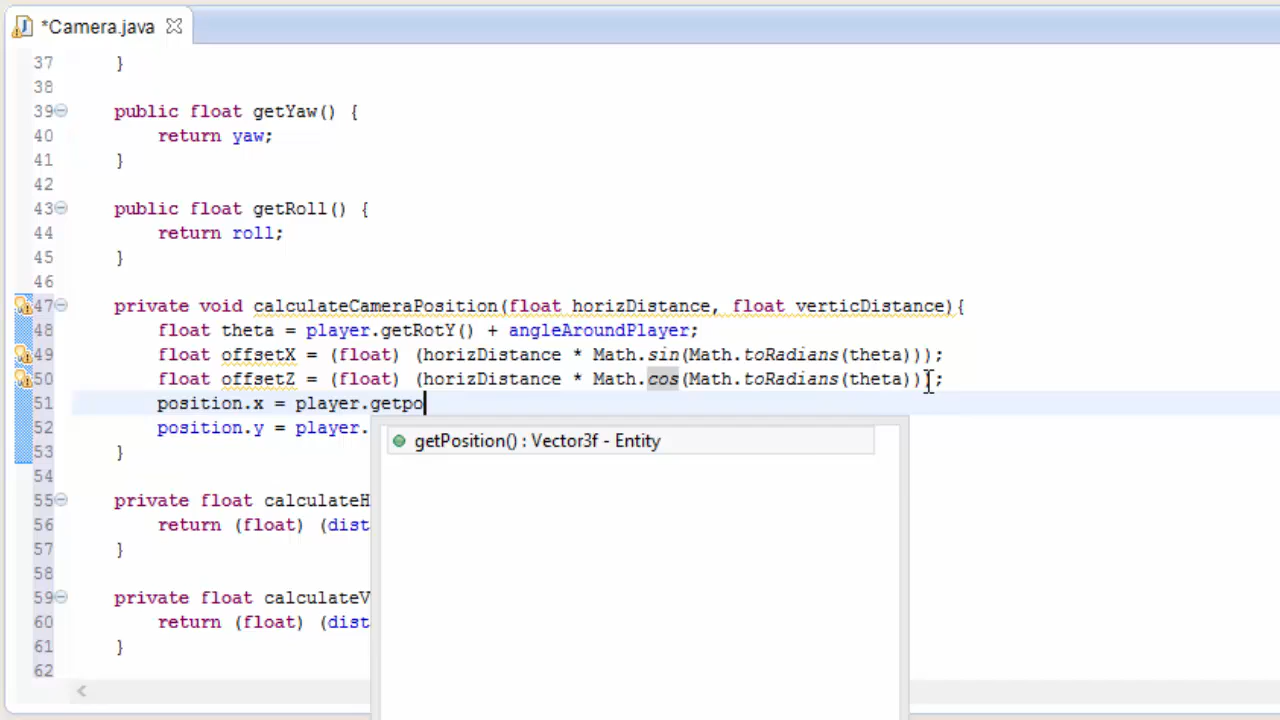 *Camera.java
37 }
38
39 public float getYaw() {
40 return yaw;
41 }
42
43 public float getRoll() {
44 return roll;
45 }
46
47 private void calculateCameraPosition(float horizDistance, float verticDistance){
48 float theta = player.getRotY() + angleAroundPlayer;
49 float offsetX = (float) (horizDistance * Math.sin(Math.toRadians(theta)));
50 float offsetZ = (float) (horizDistance * Math.cos(Math.toRadians(theta)));
51 position.x = player.getpo
52 position.y = player.
getPosition() : Vector3f - Entity
53 }
54
55 private float calculateH
56 return (float) (dist
57 }
58
59 private float calculateV
60 return (float) (dist
61 }
62